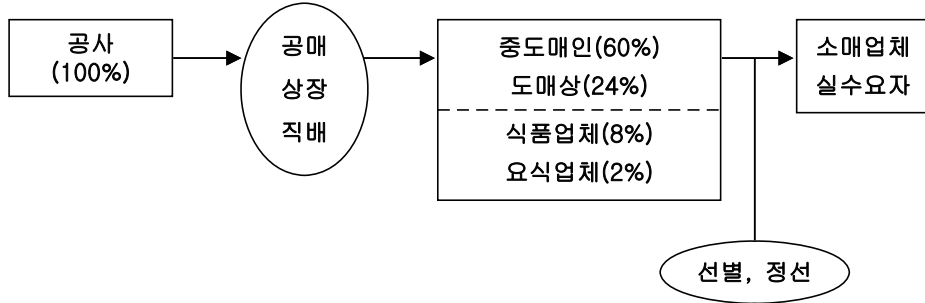 공사
(100%)
공매
상장
직배
중도매인(60%)
도매상(24%)
식품업체(8%)
요식업체(2%)
소매업체
실수요자
선별, 정선